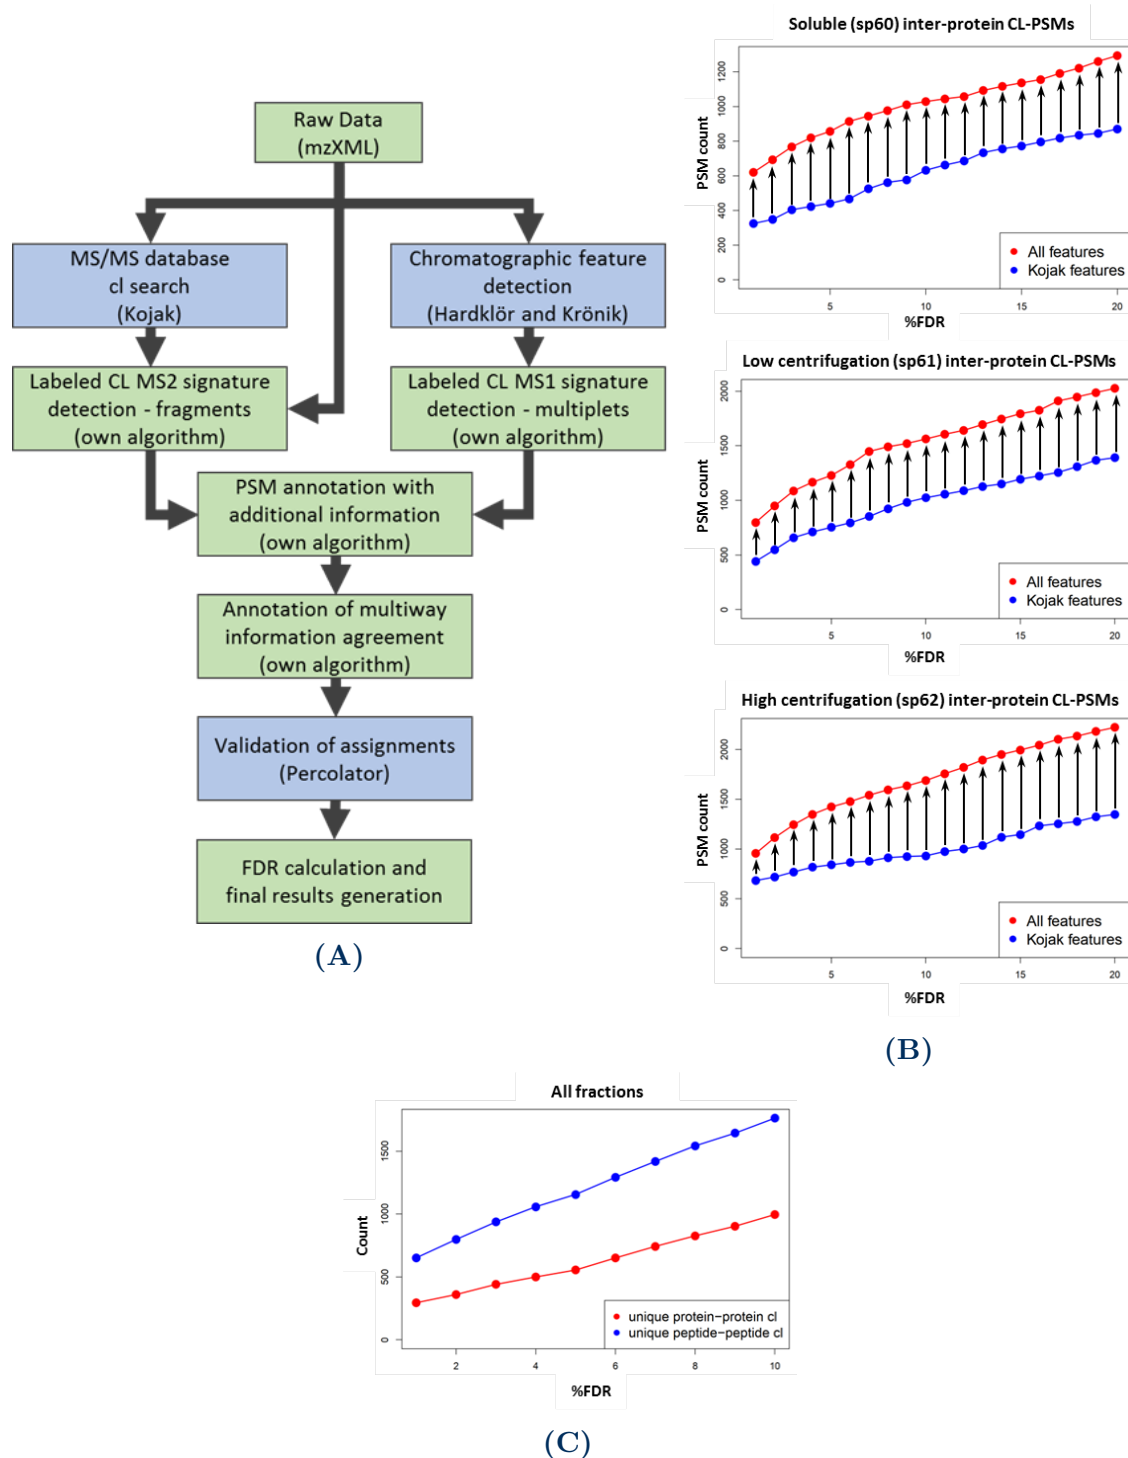 Raw Data
(mzXML)
MS/MS database
cl search
(Kojak)
Chromatographic feature
detection
(Hardklör and Krönik)
Labeled CL MS2 signature
detection - fragments
(own algorithm)
Labeled CL MS1 signature
detection - multiplets
(own algorithm)
PSM annotation with
additional information
(own algorithm)
Annotation of multiway
information agreement
(own algorithm)
Validation of assignments
(Percolator)
FDR calculation and
final results generation
(A)
Soluble (sp60) inter-protein CL-PSMs
PSM count
1200
1000
800
600
400
200
0
All features
Kojak features
5 10 15 20
%FDR
Low centrifugation (sp61) inter-protein CL-PSMs
PSM count
2000
1500
1000
500
0
All features
Kojak features
5 10 15 20
%FDR
High centrifugation (sp62) inter-protein CL-PSMs
PSM count
2000
1500
1000
500
0
All features
Kojak features
5 10 15 20
%FDR
(B)
All fractions
Count
1500
1000
500
0
unique protein-protein cl
unique peptide-peptide cl
2 4 6 8 10
%FDR
(C)